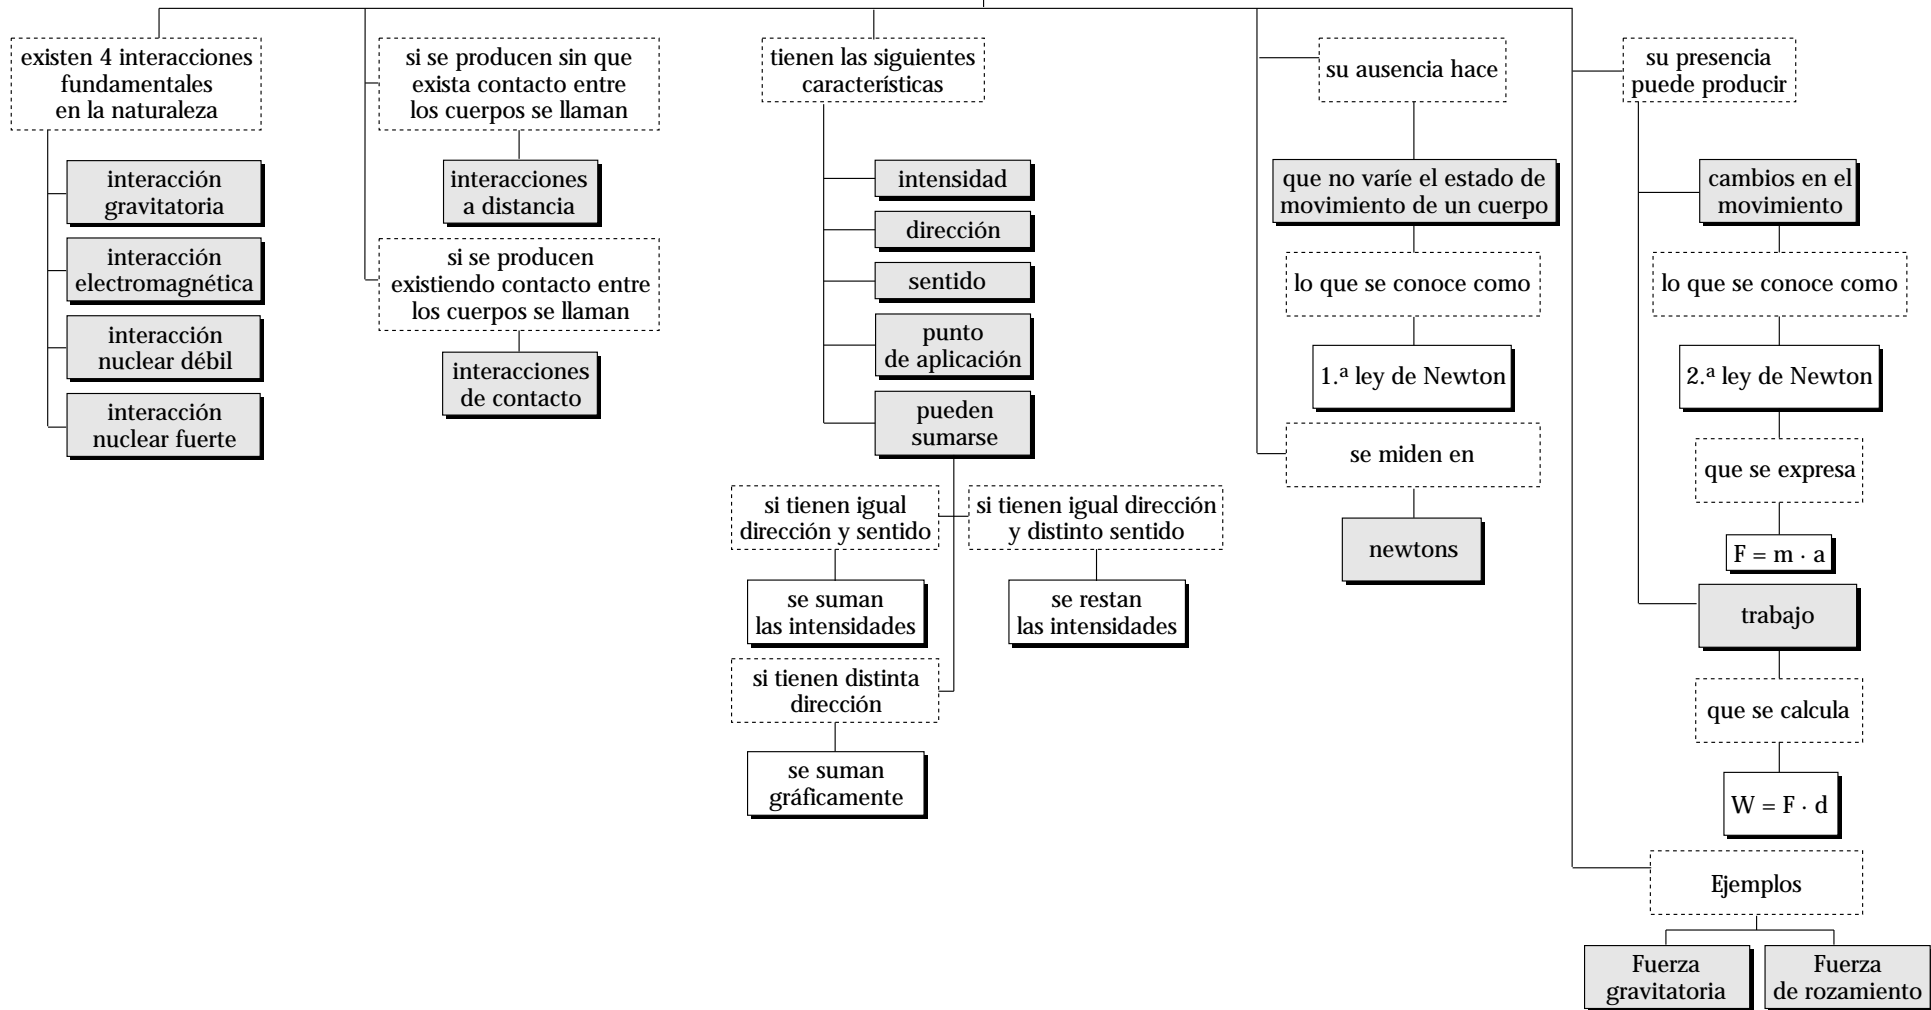 existen 4 interacciones
fundamentales
en la naturaleza
interacción
gravitatoria
interacción
electromagnética
interacción
nuclear débil
interacción
nuclear fuerte
si se producen sin que
exista contacto entre
los cuerpos se llaman
interacciones
a distancia
si se producen
existiendo contacto entre
los cuerpos se llaman
interacciones
de contacto
tienen las siguientes
características
intensidad
dirección
sentido
punto
de aplicación
pueden
sumarse
si tienen igual
dirección y sentido
se suman
las intensidades
si tienen igual dirección
y distinto sentido
se restan
las intensidades
si tienen distinta
dirección
se suman
gráficamente
su ausencia hace
que no varíe el estado de
movimiento de un cuerpo
lo que se conoce como
1.ª ley de Newton
se miden en
newtons
su presencia
puede producir
cambios en el
movimiento
lo que se conoce como
2.ª ley de Newton
que se expresa
F = m · a
trabajo
que se calcula
W = F · d
Ejemplos
Fuerza
gravitatoria
Fuerza
de rozamiento